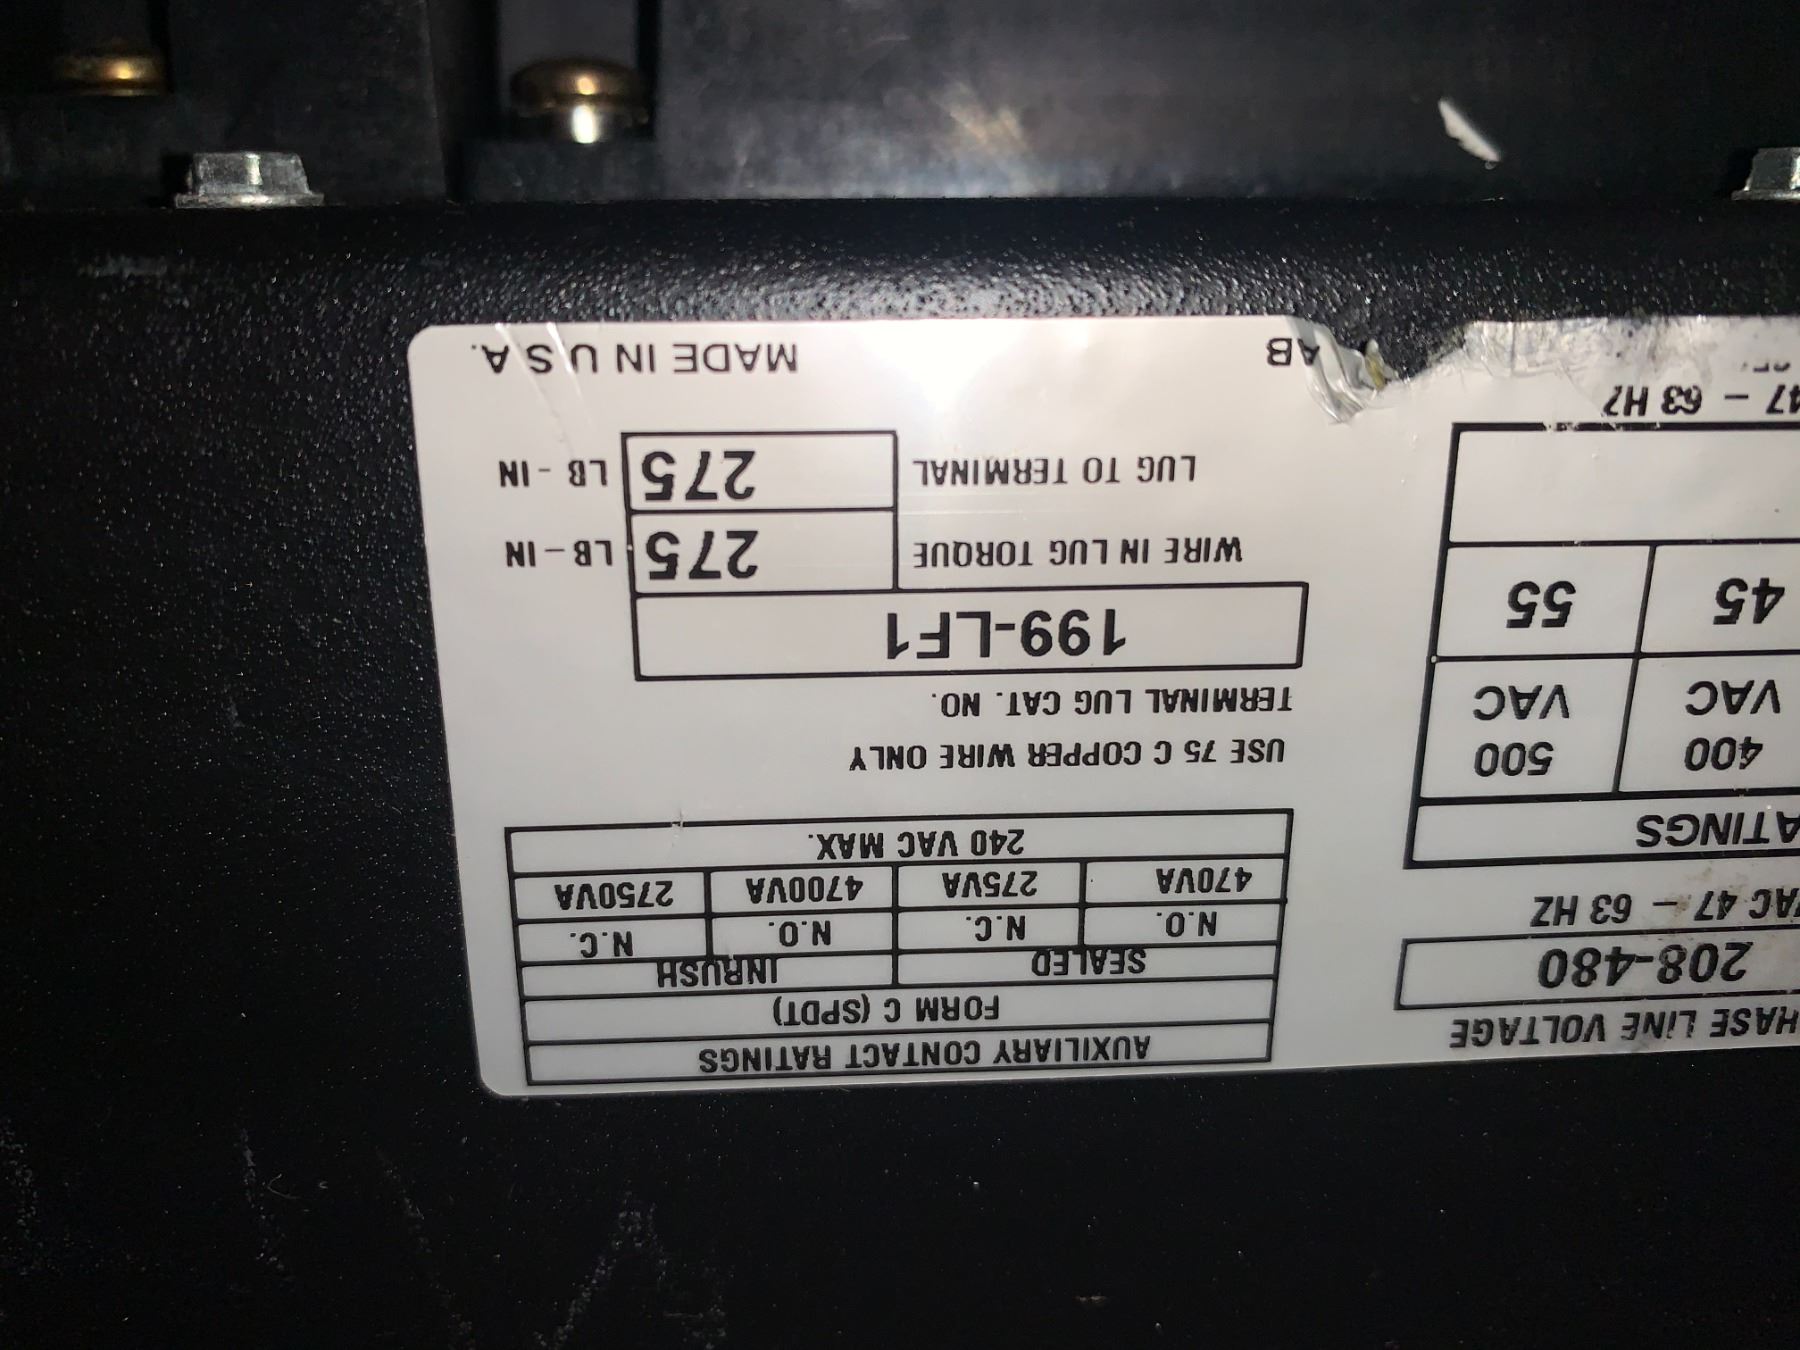 AUXILIARY CONTACT RATINGS
FORM C (SPDT)
SEALED INRUSH
N.O. N.C. N.O. N.C.
470VA 275VA 4700VA 2750VA
240 VAC MAX.
USE 75 C COPPER WIRE ONLY
TERMINAL LUG CAT. NO.
199-LF1
WIRE IN LUG TORQUE 275 LB-IN
LUG TO TERMINAL 275 LB-IN
AB MADE IN U S A.
HASE LINE VOLTAGE
208-480
VAC 47 - 63 HZ
ATINGS
400 VAC 500 VAC
45 55
47 - 63 HZ